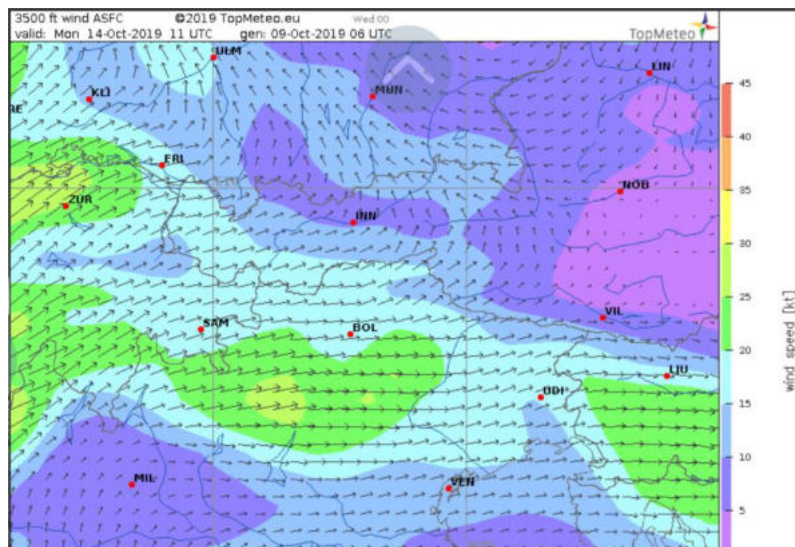 3500 ft wind ASFC ©2019 TopMeteo.eu Wed 00
valid: Mon 14-Oct-2019 11 UTC gen: 09-Oct-2019 06 UTC TopMeteo
ULM
LIN
KLI
MUN
RE
FRI
NOB
ZUR
INN
VIL
SAM
BOL
LJU
UDI
MIL
VEN
45
40
35
30
25
20
15
10
5
wind speed [kt]